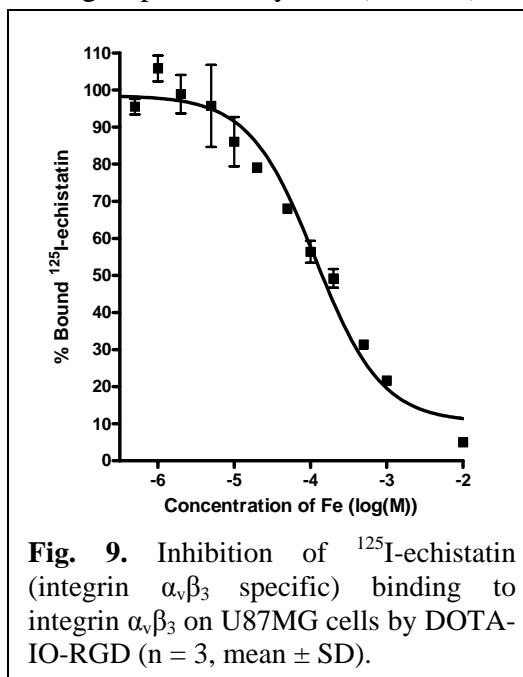 110
100
90
80
70
60
50
40
30
20
10
0
% Bound ¹²⁵I-echistatin
-6 -5 -4 -3 -2
Concentration of Fe (log(M))
Fig. 9. Inhibition of ¹²⁵I-echistatin
(integrin αᵥβ₃ specific) binding to
integrin αᵥβ₃ on U87MG cells by DOTA-
IO-RGD (n = 3, mean ± SD).